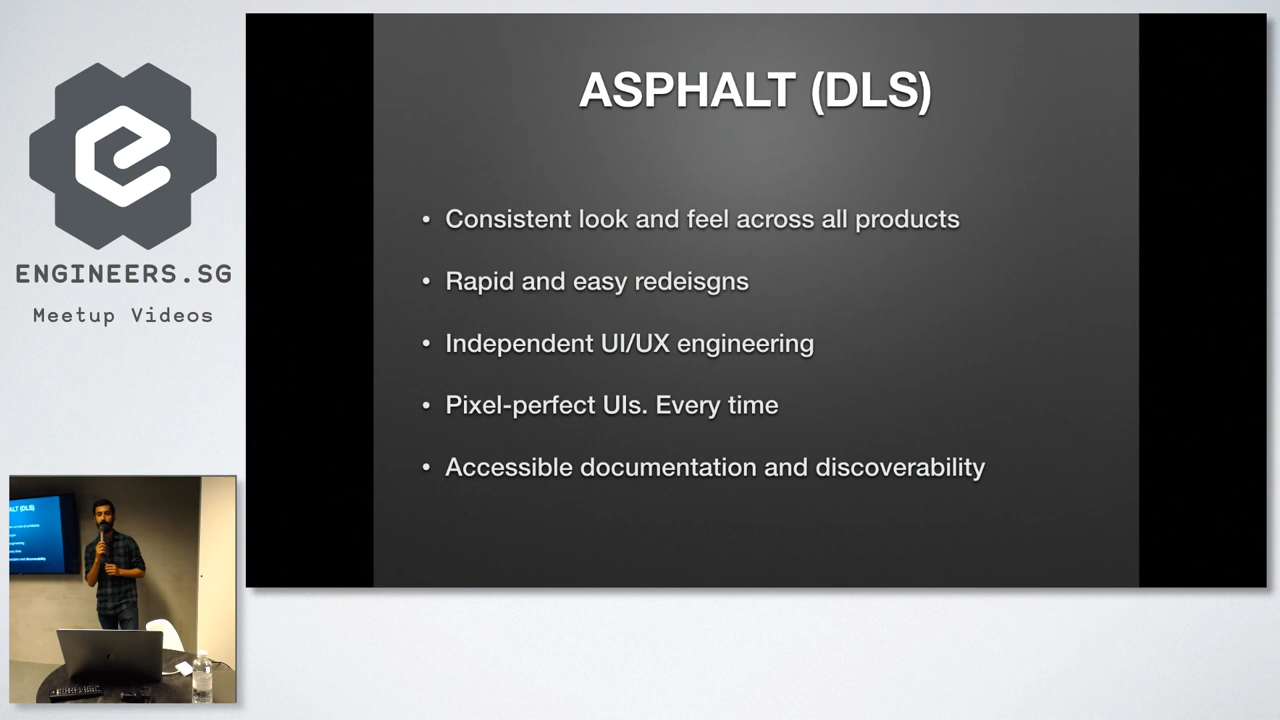 ENGINEERS.SG
Meetup Videos
ASPHALT (DLS)
• Consistent look and feel across all products
• Rapid and easy redeisgns
• Independent UI/UX engineering
• Pixel-perfect UIs. Every time
• Accessible documentation and discoverability